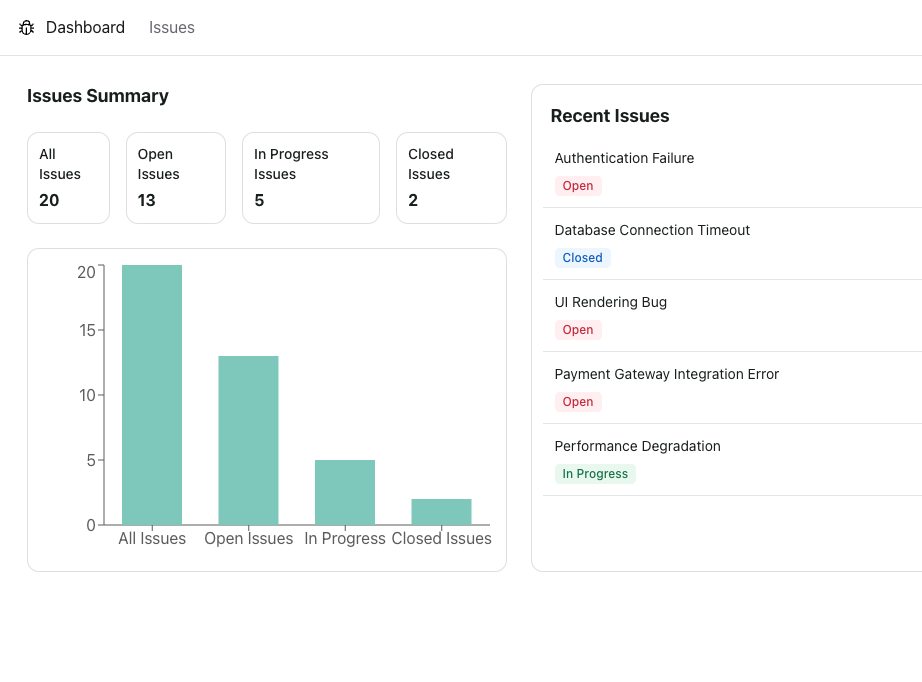 Dashboard Issues
Issues Summary
All
Issues
20
Open
Issues
13
In Progress
Issues
5
Closed
Issues
2
20
15
10
5
0
All Issues Open Issues In Progress Closed Issues
Recent Issues
Authentication Failure
Open
Database Connection Timeout
Closed
UI Rendering Bug
Open
Payment Gateway Integration Error
Open
Performance Degradation
In Progress